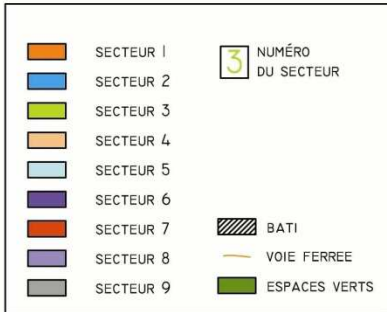 SECTEUR 1
SECTEUR 2
SECTEUR 3
SECTEUR 4
SECTEUR 5
SECTEUR 6
SECTEUR 7
SECTEUR 8
SECTEUR 9
3 NUMÉRO
DU SECTEUR
BATI
VOIE FERREE
ESPACES VERTS